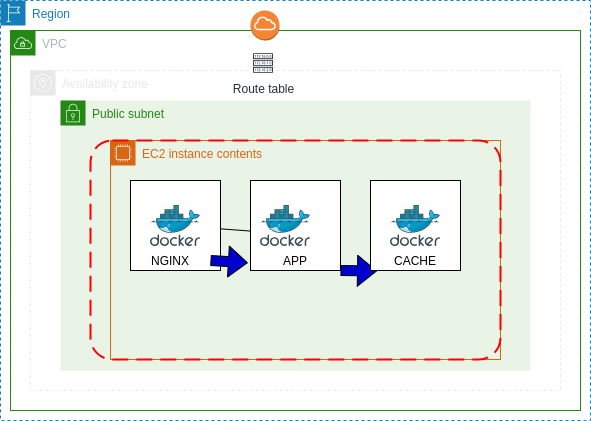 Region
VPC
Availability zone
Route table
Public subnet
EC2 instance contents
docker
NGINX
docker
APP
docker
CACHE